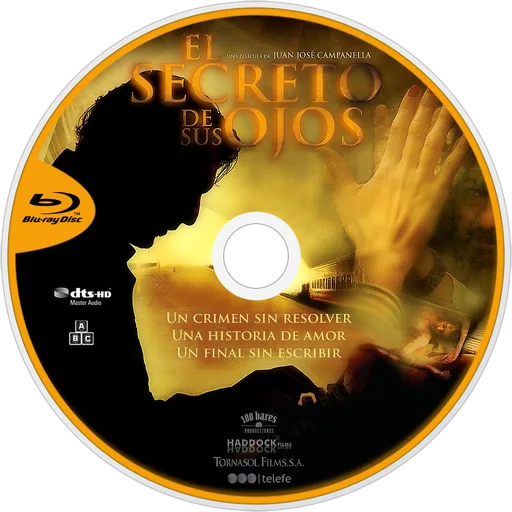 UNA PELÍCULA DE JUAN JOSÉ CAMPANELLA
EL
SECRETO
DE SUS OJOS
Blu-ray Disc™
dts-HD
Master Audio
A
B C
UN CRIMEN SIN RESOLVER
UNA HISTORIA DE AMOR
UN FINAL SIN ESCRIBIR
100 bares
PRODUCCIONES
HADDOCK FILMS
TORNASOL FILMS, S.A.
telefe